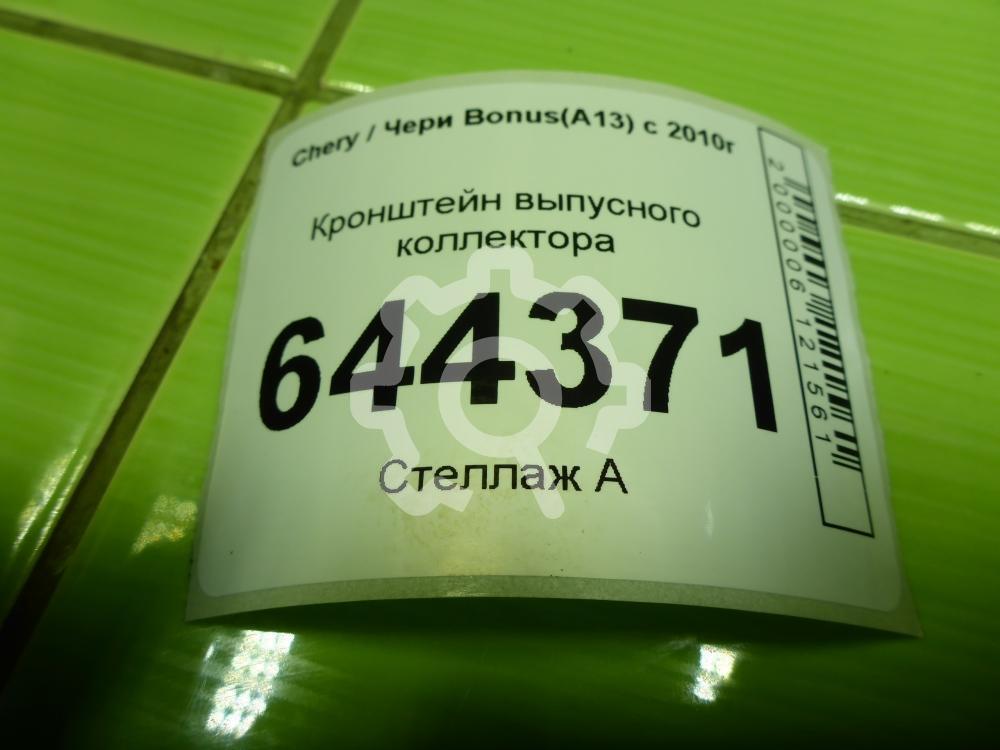 Chery / Чери Bonus(A13) с 2010г
Кронштейн выпусного
коллектора
644371
Стеллаж А
2000006121561